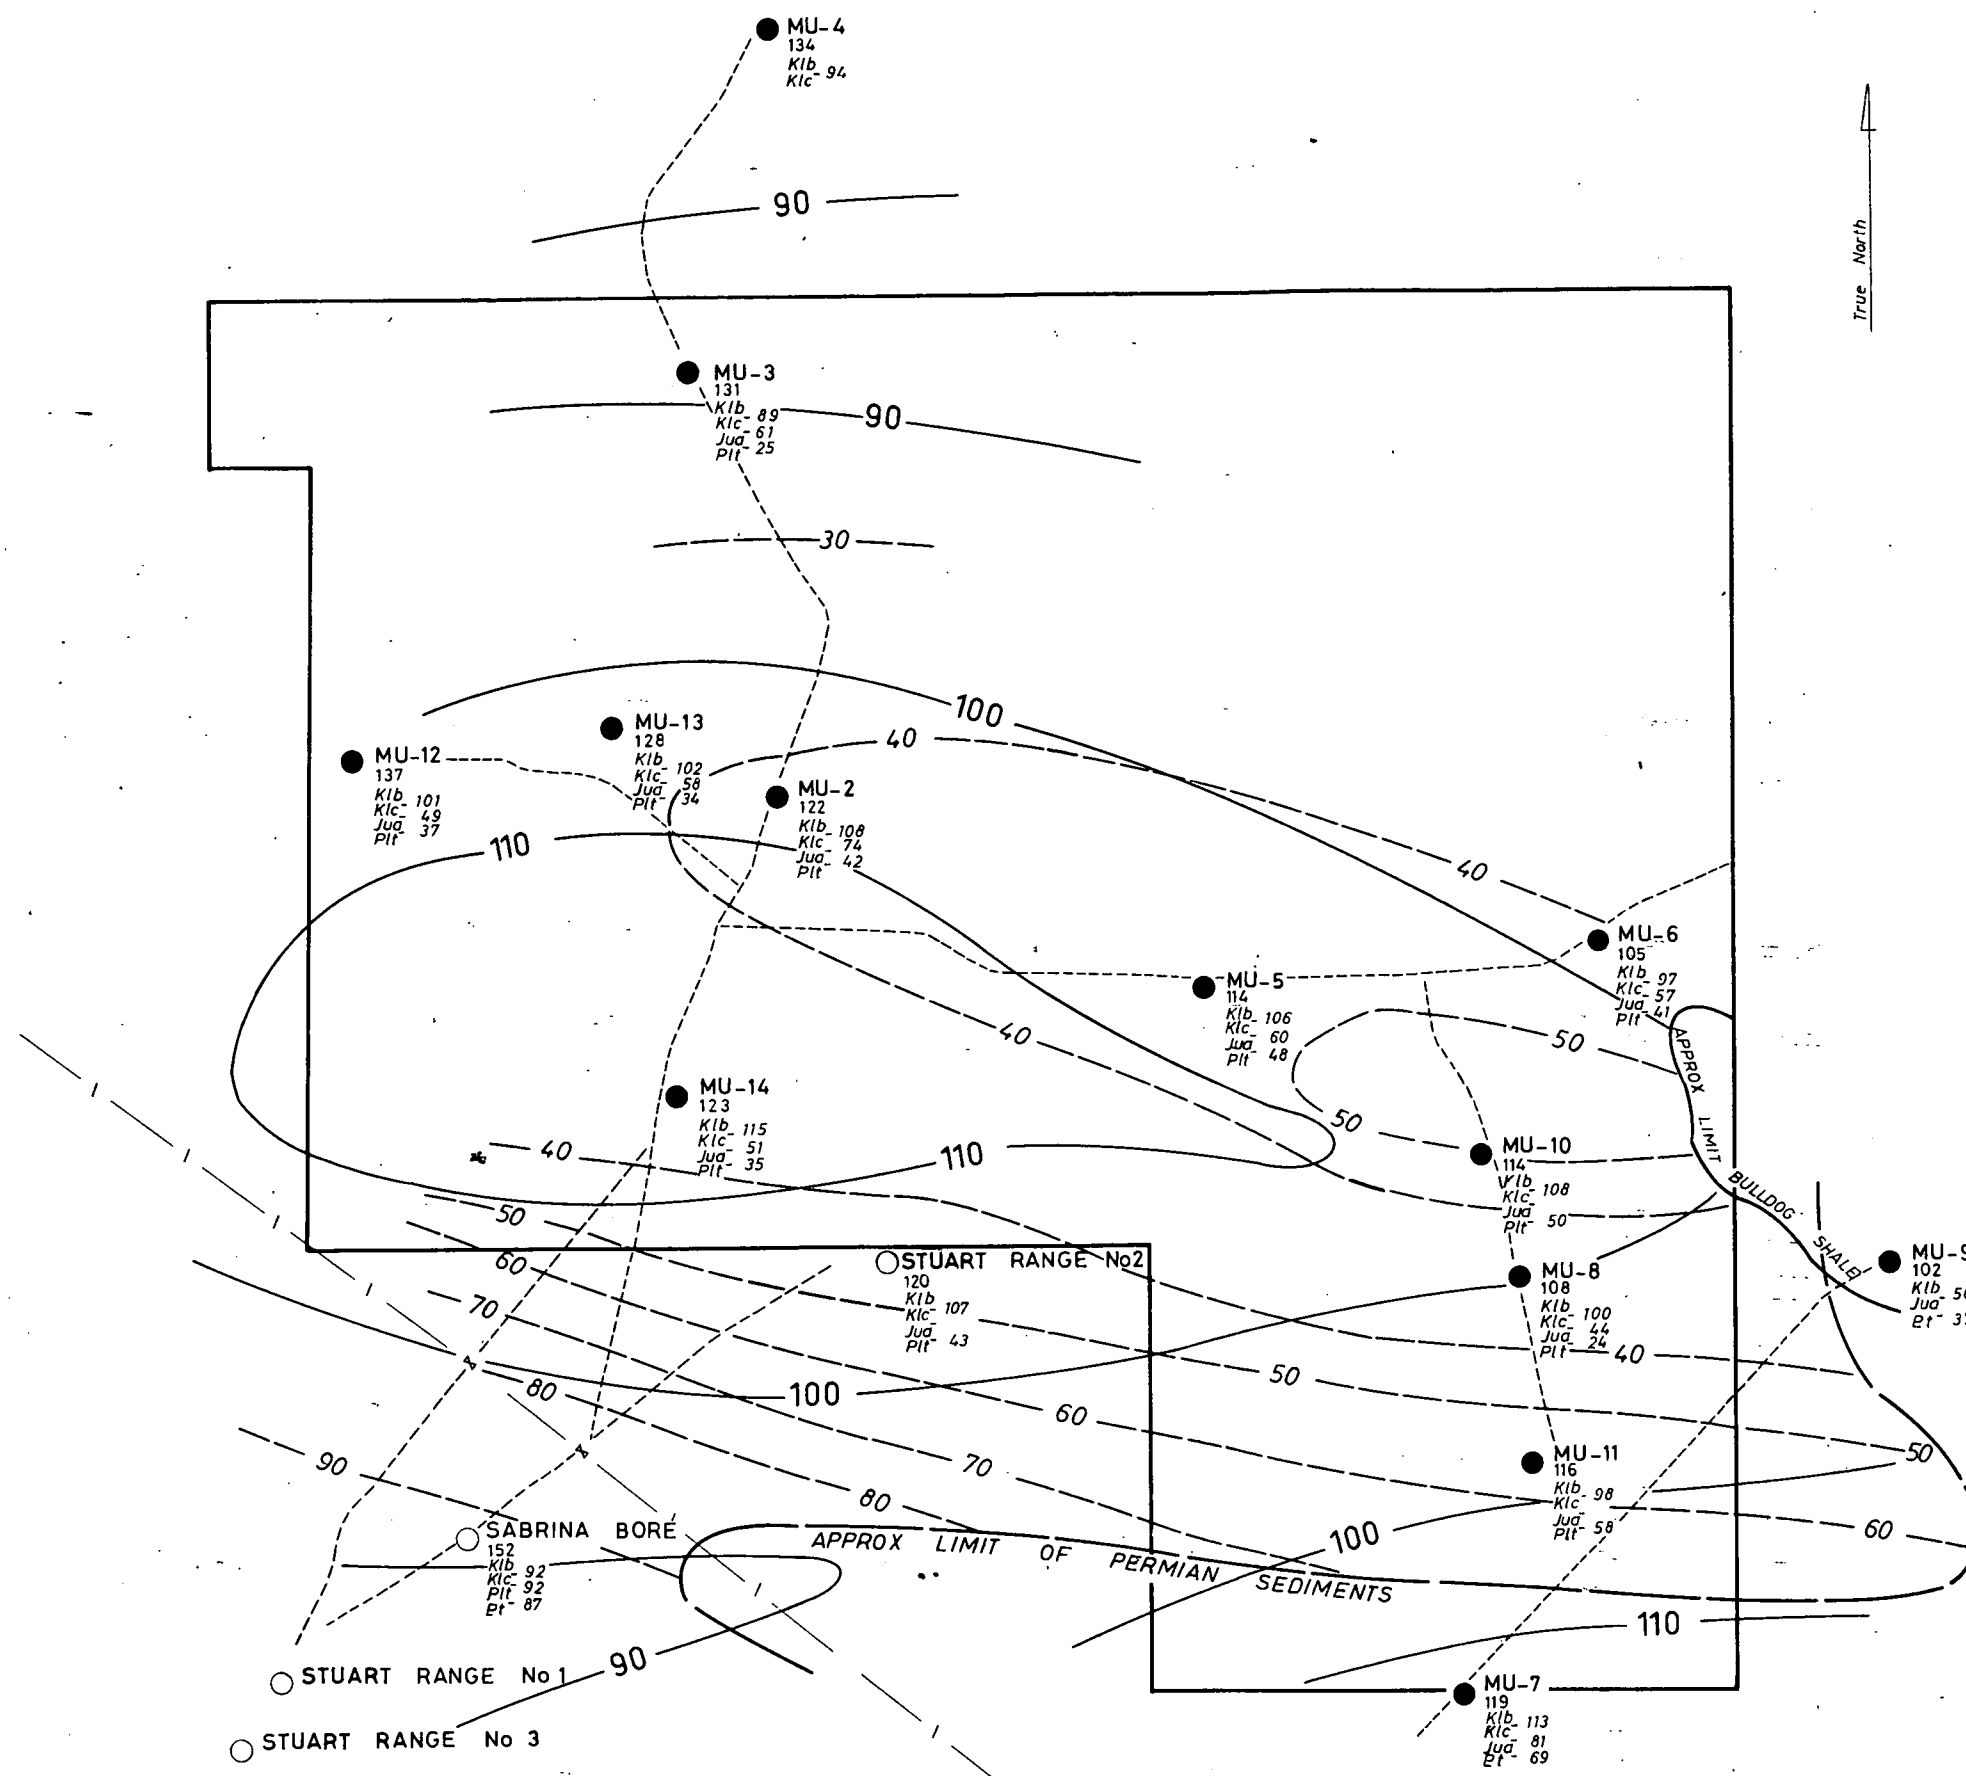 MU-4
134
Klb
Klc - 94
90
True North
MU-3
131
Klb
Klc - 89
Jua - 61
Plt - 25
90
30
100
40
MU-13
128
Klb
Klc - 102
Jua - 58
Plt - 34
MU-12
137
Klb
Klc - 101
Jua - 49
Plt - 37
MU-2
122
Klb
Klc - 108
Jua - 74
Plt - 42
110
40
MU-6
105
Klb
Klc - 97
Jua - 57
Plt - 41
MU-5
114
Klb
Klc - 106
Jua - 60
Plt - 48
40
50
APPROX LIMIT BULLDOG SHALE
MU-14
123
Klb
Klc - 115
Jua - 51
Plt - 35
40
110
50
MU-10
114
Klb
Klc - 108
Jua
Plt - 50
50
60
70
80
90
STUART RANGE No2
120
Klb
Klc - 107
Jua
Plt - 43
MU-8
108
Klb
Klc - 100
Jua - 44
Plt - 24
MU-9
102
Klb
Jua
Pt
40
50
100
60
70
80
50
MU-11
116
Klb
Klc - 98
Jua
Plt - 58
60
100
SABRINA BORE
152
Klb
Klc - 92
Plt - 92
Pt - 87
APPROX LIMIT OF PERMIAN SEDIMENTS
110
90
STUART RANGE No 1
STUART RANGE No 3
MU-7
119
Klb
Klc - 113
Jua - 81
Pt - 69